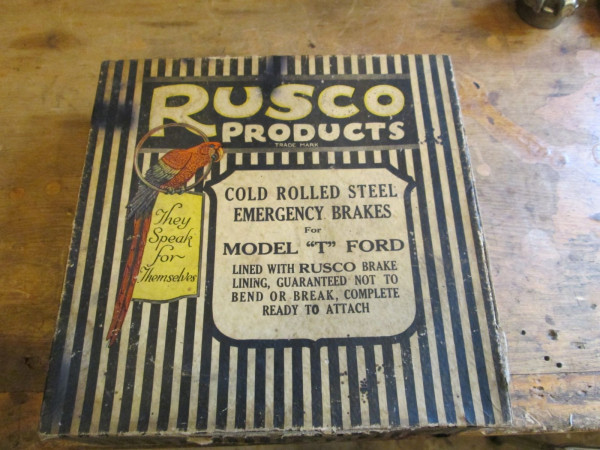 RUSCO
PRODUCTS
TRADE MARK
They
Speak
for
Themselves
COLD ROLLED STEEL
EMERGENCY BRAKES
For
MODEL "T" FORD
LINED WITH RUSCO BRAKE
LINING, GUARANTEED NOT TO
BEND OR BREAK, COMPLETE
READY TO ATTACH